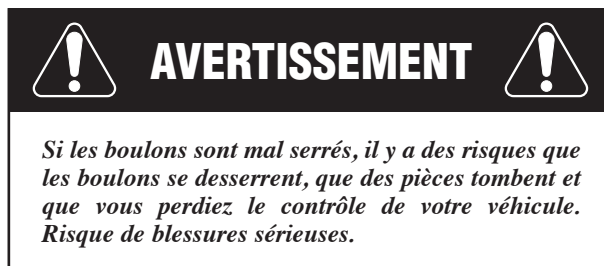 AVERTISSEMENT
Si les boulons sont mal serrés, il y a des risques que
les boulons se desserrent, que des pièces tombent et
que vous perdiez le contrôle de votre véhicule.
Risque de blessures sérieuses.